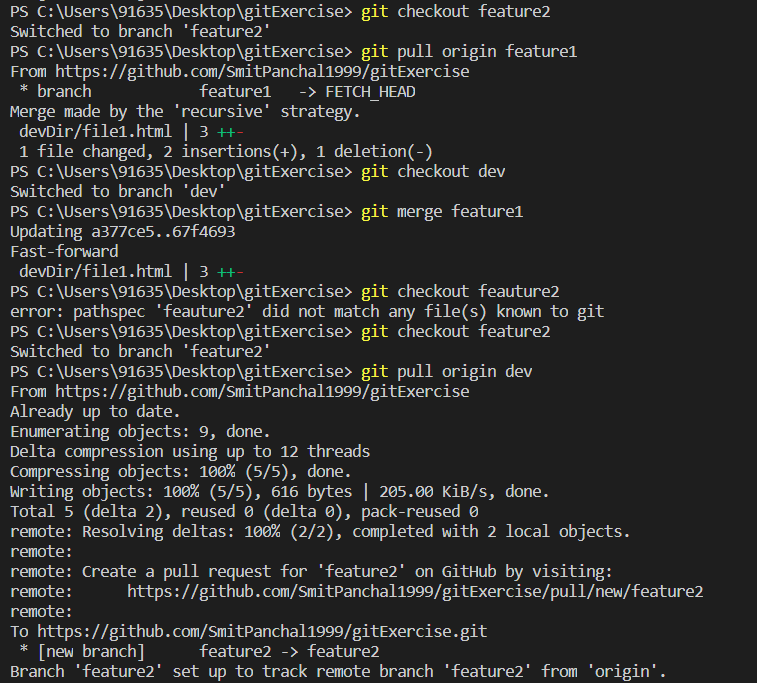 PS C:\Users\91635\Desktop\gitExercise> git checkout feature2
Switched to branch 'feature2'
PS C:\Users\91635\Desktop\gitExercise> git pull origin feature1
From https://github.com/SmitPanchal1999/gitExercise
 * branch            feature1   -> FETCH_HEAD
Merge made by the 'recursive' strategy.
 devDir/file1.html | 3 ++-
 1 file changed, 2 insertions(+), 1 deletion(-)
PS C:\Users\91635\Desktop\gitExercise> git checkout dev
Switched to branch 'dev'
PS C:\Users\91635\Desktop\gitExercise> git merge feature1
Updating a377ce5..67f4693
Fast-forward
 devDir/file1.html | 3 ++-
PS C:\Users\91635\Desktop\gitExercise> git checkout feauture2
error: pathspec 'feauture2' did not match any file(s) known to git
PS C:\Users\91635\Desktop\gitExercise> git checkout feature2
Switched to branch 'feature2'
PS C:\Users\91635\Desktop\gitExercise> git pull origin dev
From https://github.com/SmitPanchal1999/gitExercise
Already up to date.
Enumerating objects: 9, done.
Delta compression using up to 12 threads
Compressing objects: 100% (5/5), done.
Writing objects: 100% (5/5), 616 bytes | 205.00 KiB/s, done.
Total 5 (delta 2), reused 0 (delta 0), pack-reused 0
remote: Resolving deltas: 100% (2/2), completed with 2 local objects.
remote:
remote: Create a pull request for 'feature2' on GitHub by visiting:
remote:      https://github.com/SmitPanchal1999/gitExercise/pull/new/feature2
remote:
To https://github.com/SmitPanchal1999/gitExercise.git
 * [new branch]      feature2 -> feature2
Branch 'feature2' set up to track remote branch 'feature2' from 'origin'.